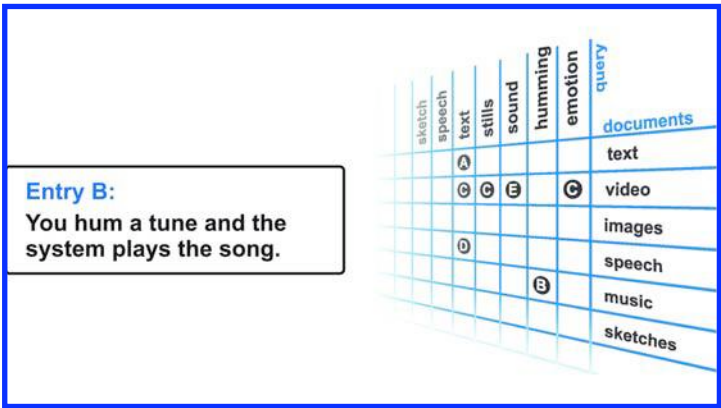 Entry B:
You hum a tune and the
system plays the song.
sketch
speech
text
stills
sound
humming
emotion
query
documents
A
text
C C E C
video
images
D
speech
B
music
sketches